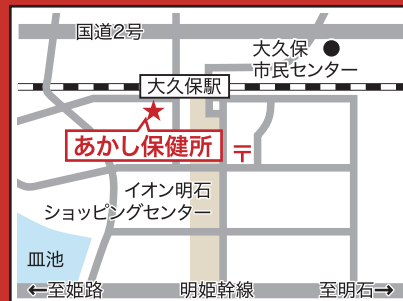 国道2号
大久保
市民センター
大久保駅
あかし保健所
〒
イオン明石
ショッピングセンター
皿池
←至姫路
明姫幹線
至明石→